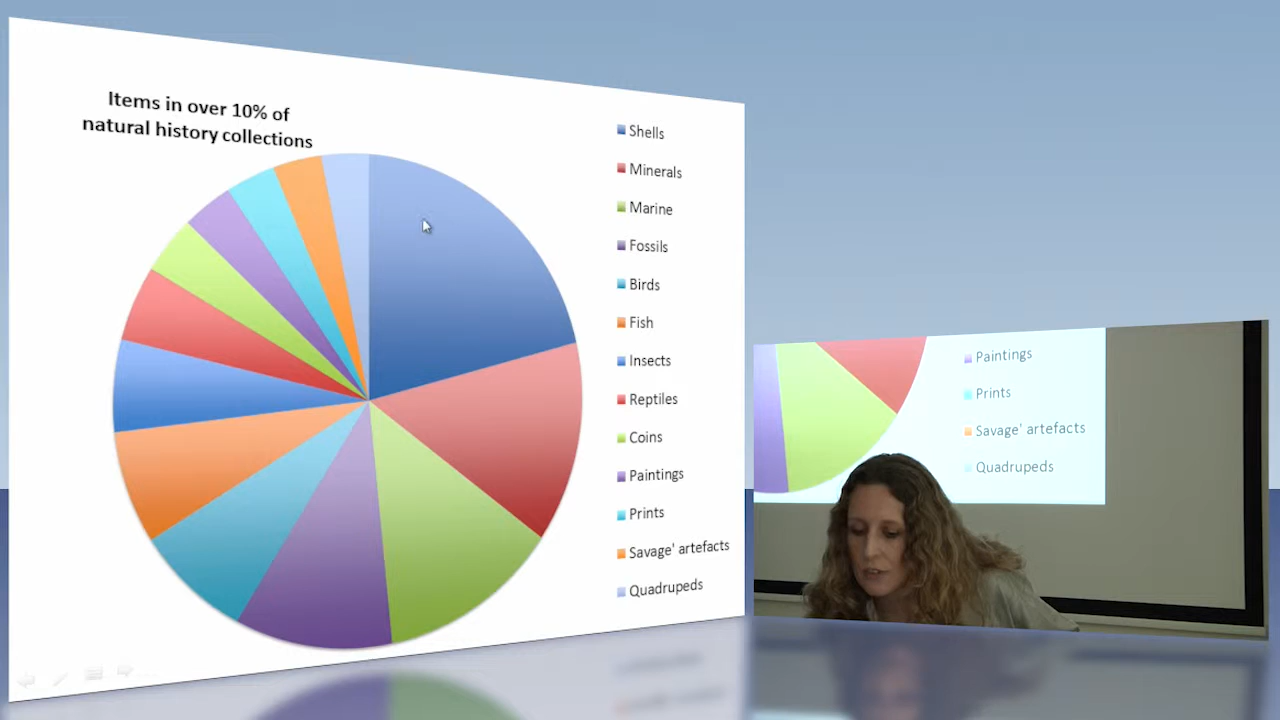 Items in over 10% of
natural history collections
Shells
Minerals
Marine
Fossils
Birds
Fish
Insects
Reptiles
Coins
Paintings
Prints
Savage' artefacts
Quadrupeds
Paintings
Prints
Savage' artefacts
Quadrupeds